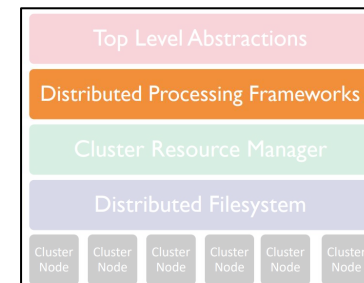 Top Level Abstractions
Distributed Processing Frameworks
Cluster Resource Manager
Distributed Filesystem
Cluster Node
Cluster Node
Cluster Node
Cluster Node
Cluster Node
Cluster Node